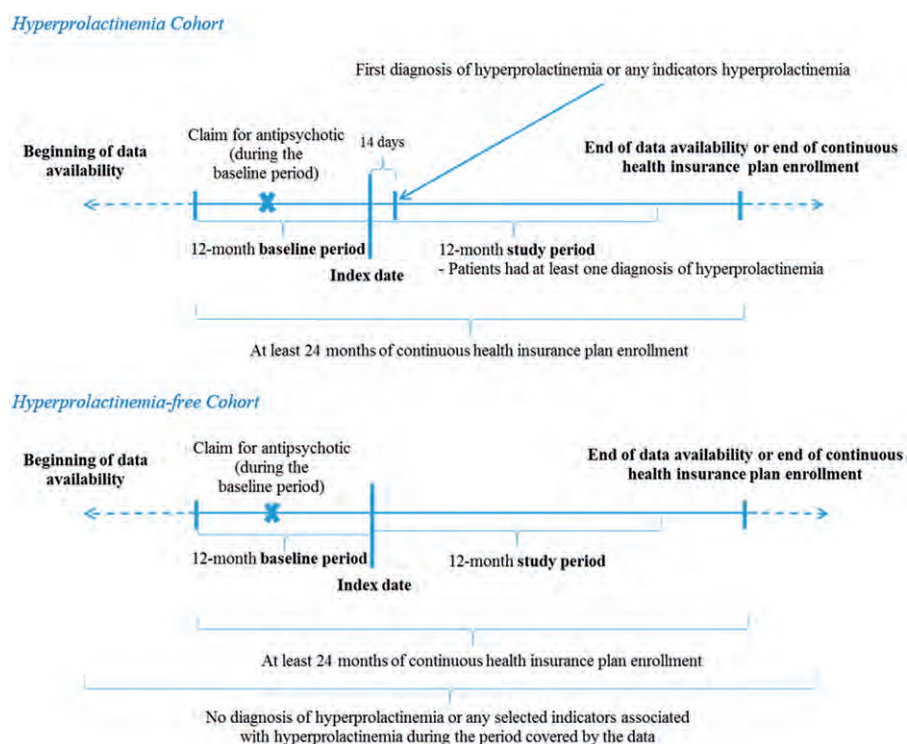 Hyperprolactinemia Cohort
First diagnosis of hyperprolactinemia or any indicators hyperprolactinemia
Claim for antipsychotic
(during the
baseline period)
14 days
Beginning of data
availability
End of data availability or end of continuous
health insurance plan enrollment
12-month baseline period
12-month study period
- Patients had at least one diagnosis of hyperprolactinemia
Index date
At least 24 months of continuous health insurance plan enrollment
Hyperprolactinemia-free Cohort
Claim for antipsychotic
(during the
baseline period)
Beginning of data
availability
End of data availability or end of continuous
health insurance plan enrollment
12-month baseline period
12-month study period
Index date
At least 24 months of continuous health insurance plan enrollment
No diagnosis of hyperprolactinemia or any selected indicators associated
with hyperprolactinemia during the period covered by the data